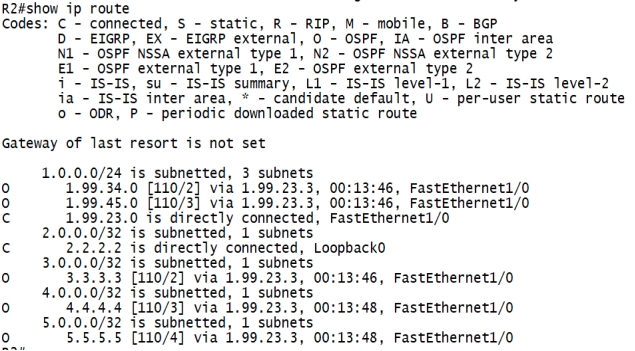 R2#show ip route
Codes: C - connected, S - static, R - RIP, M - mobile, B - BGP
       D - EIGRP, EX - EIGRP external, O - OSPF, IA - OSPF inter area
       N1 - OSPF NSSA external type 1, N2 - OSPF NSSA external type 2
       E1 - OSPF external type 1, E2 - OSPF external type 2
       i - IS-IS, su - IS-IS summary, L1 - IS-IS level-1, L2 - IS-IS level-2
       ia - IS-IS inter area, * - candidate default, U - per-user static route
       o - ODR, P - periodic downloaded static route
Gateway of last resort is not set
     1.0.0.0/24 is subnetted, 3 subnets
O       1.99.34.0 [110/2] via 1.99.23.3, 00:13:46, FastEthernet1/0
O       1.99.45.0 [110/3] via 1.99.23.3, 00:13:46, FastEthernet1/0
C       1.99.23.0 is directly connected, FastEthernet1/0
     2.0.0.0/32 is subnetted, 1 subnets
C       2.2.2.2 is directly connected, Loopback0
     3.0.0.0/32 is subnetted, 1 subnets
O       3.3.3.3 [110/2] via 1.99.23.3, 00:13:46, FastEthernet1/0
     4.0.0.0/32 is subnetted, 1 subnets
O       4.4.4.4 [110/3] via 1.99.23.3, 00:13:48, FastEthernet1/0
     5.0.0.0/32 is subnetted, 1 subnets
O       5.5.5.5 [110/4] via 1.99.23.3, 00:13:48, FastEthernet1/0
R2#